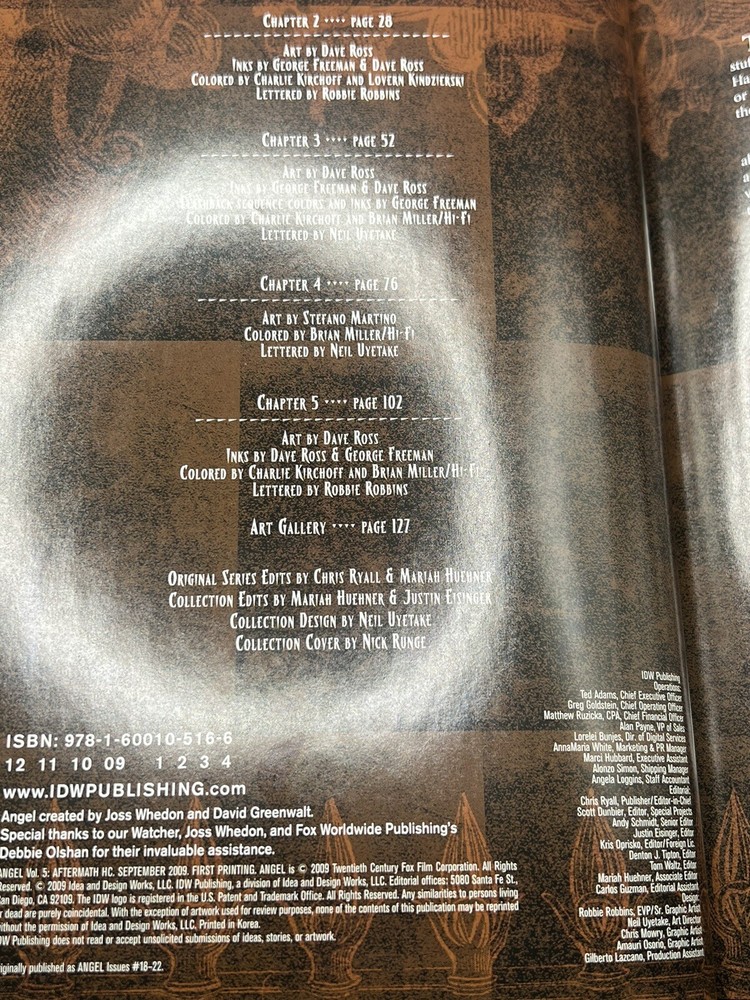 CHAPTER 2 •••• PAGE 28
ART BY DAVE ROSS
INKS BY GEORGE FREEMAN & DAVE ROSS
COLORED BY CHARLIE KIRCHOFF AND LOVERN KINDZIERSKI
LETTERED BY ROBBIE ROBBINS
CHAPTER 3 •••• PAGE 52
ART BY DAVE ROSS
INKS BY GEORGE FREEMAN & DAVE ROSS
FLASHBACK SEQUENCE COLORS AND INKS BY GEORGE FREEMAN
COLORED BY CHARLIE KIRCHOFF AND BRIAN MILLER/HI-FI
LETTERED BY NEIL UYETAKE
CHAPTER 4 •••• PAGE 76
ART BY STEFANO MARTINO
COLORED BY BRIAN MILLER/HI-FI
LETTERED BY NEIL UYETAKE
CHAPTER 5 •••• PAGE 102
ART BY DAVE ROSS
INKS BY DAVE ROSS & GEORGE FREEMAN
COLORED BY CHARLIE KIRCHOFF AND BRIAN MILLER/HI-FI
LETTERED BY ROBBIE ROBBINS
ART GALLERY •••• PAGE 127
ORIGINAL SERIES EDITS BY CHRIS RYALL & MARIAH HUEHNER
COLLECTION EDITS BY MARIAH HUEHNER & JUSTIN EISINGER
COLLECTION DESIGN BY NEIL UYETAKE
COLLECTION COVER BY NICK RUNGE
IDW Publishing
Operations:
Ted Adams, Chief Executive Officer
Greg Goldstein, Chief Operating Officer
Matthew Ruzicka, CPA, Chief Financial Officer
Alan Payne, VP of Sales
Lorelei Bunjes, Dir. of Digital Services
AnnaMaria White, Marketing & PR Manager
Marci Hubbard, Executive Assistant
Alonzo Simon, Shipping Manager
Angela Loggins, Staff Accountant
Editorial:
Chris Ryall, Publisher/Editor-in-Chief
Scott Dunbier, Editor, Special Projects
Andy Schmidt, Senior Editor
Justin Eisinger, Editor
Kris Oprisko, Editor/Foreign Lic.
Denton J. Tipton, Editor
Tom Waltz, Editor
Mariah Huehner, Associate Editor
Carlos Guzman, Editorial Assistant
Design:
Robbie Robbins, EVP/Sr. Graphic Artist
Neil Uyetake, Art Director
Chris Mowry, Graphic Artist
Amauri Osorio, Graphic Artist
Gilberto Lazcano, Production Assistant
ISBN: 978-1-60010-516-6
12 11 10 09 1 2 3 4
www.IDWPUBLISHING.com
Angel created by Joss Whedon and David Greenwalt.
Special thanks to our Watcher, Joss Whedon, and Fox Worldwide Publishing's
Debbie Olshan for their invaluable assistance.
ANGEL Vol. 5: AFTERMATH HC. SEPTEMBER 2009. FIRST PRINTING. ANGEL is © 2009 Twentieth Century Fox Film Corporation. All Rights
Reserved. © 2009 Idea and Design Works, LLC. IDW Publishing, a division of Idea and Design Works, LLC. Editorial offices: 5080 Santa Fe St.,
San Diego, CA 92109. The IDW logo is registered in the U.S. Patent and Trademark Office. All Rights Reserved. Any similarities to persons living
or dead are purely coincidental. With the exception of artwork used for review purposes, none of the contents of this publication may be reprinted
without the permission of Idea and Design Works, LLC. Printed in Korea.
IDW Publishing does not read or accept unsolicited submissions of ideas, stories, or artwork.
iginally published as ANGEL Issues #18-22.